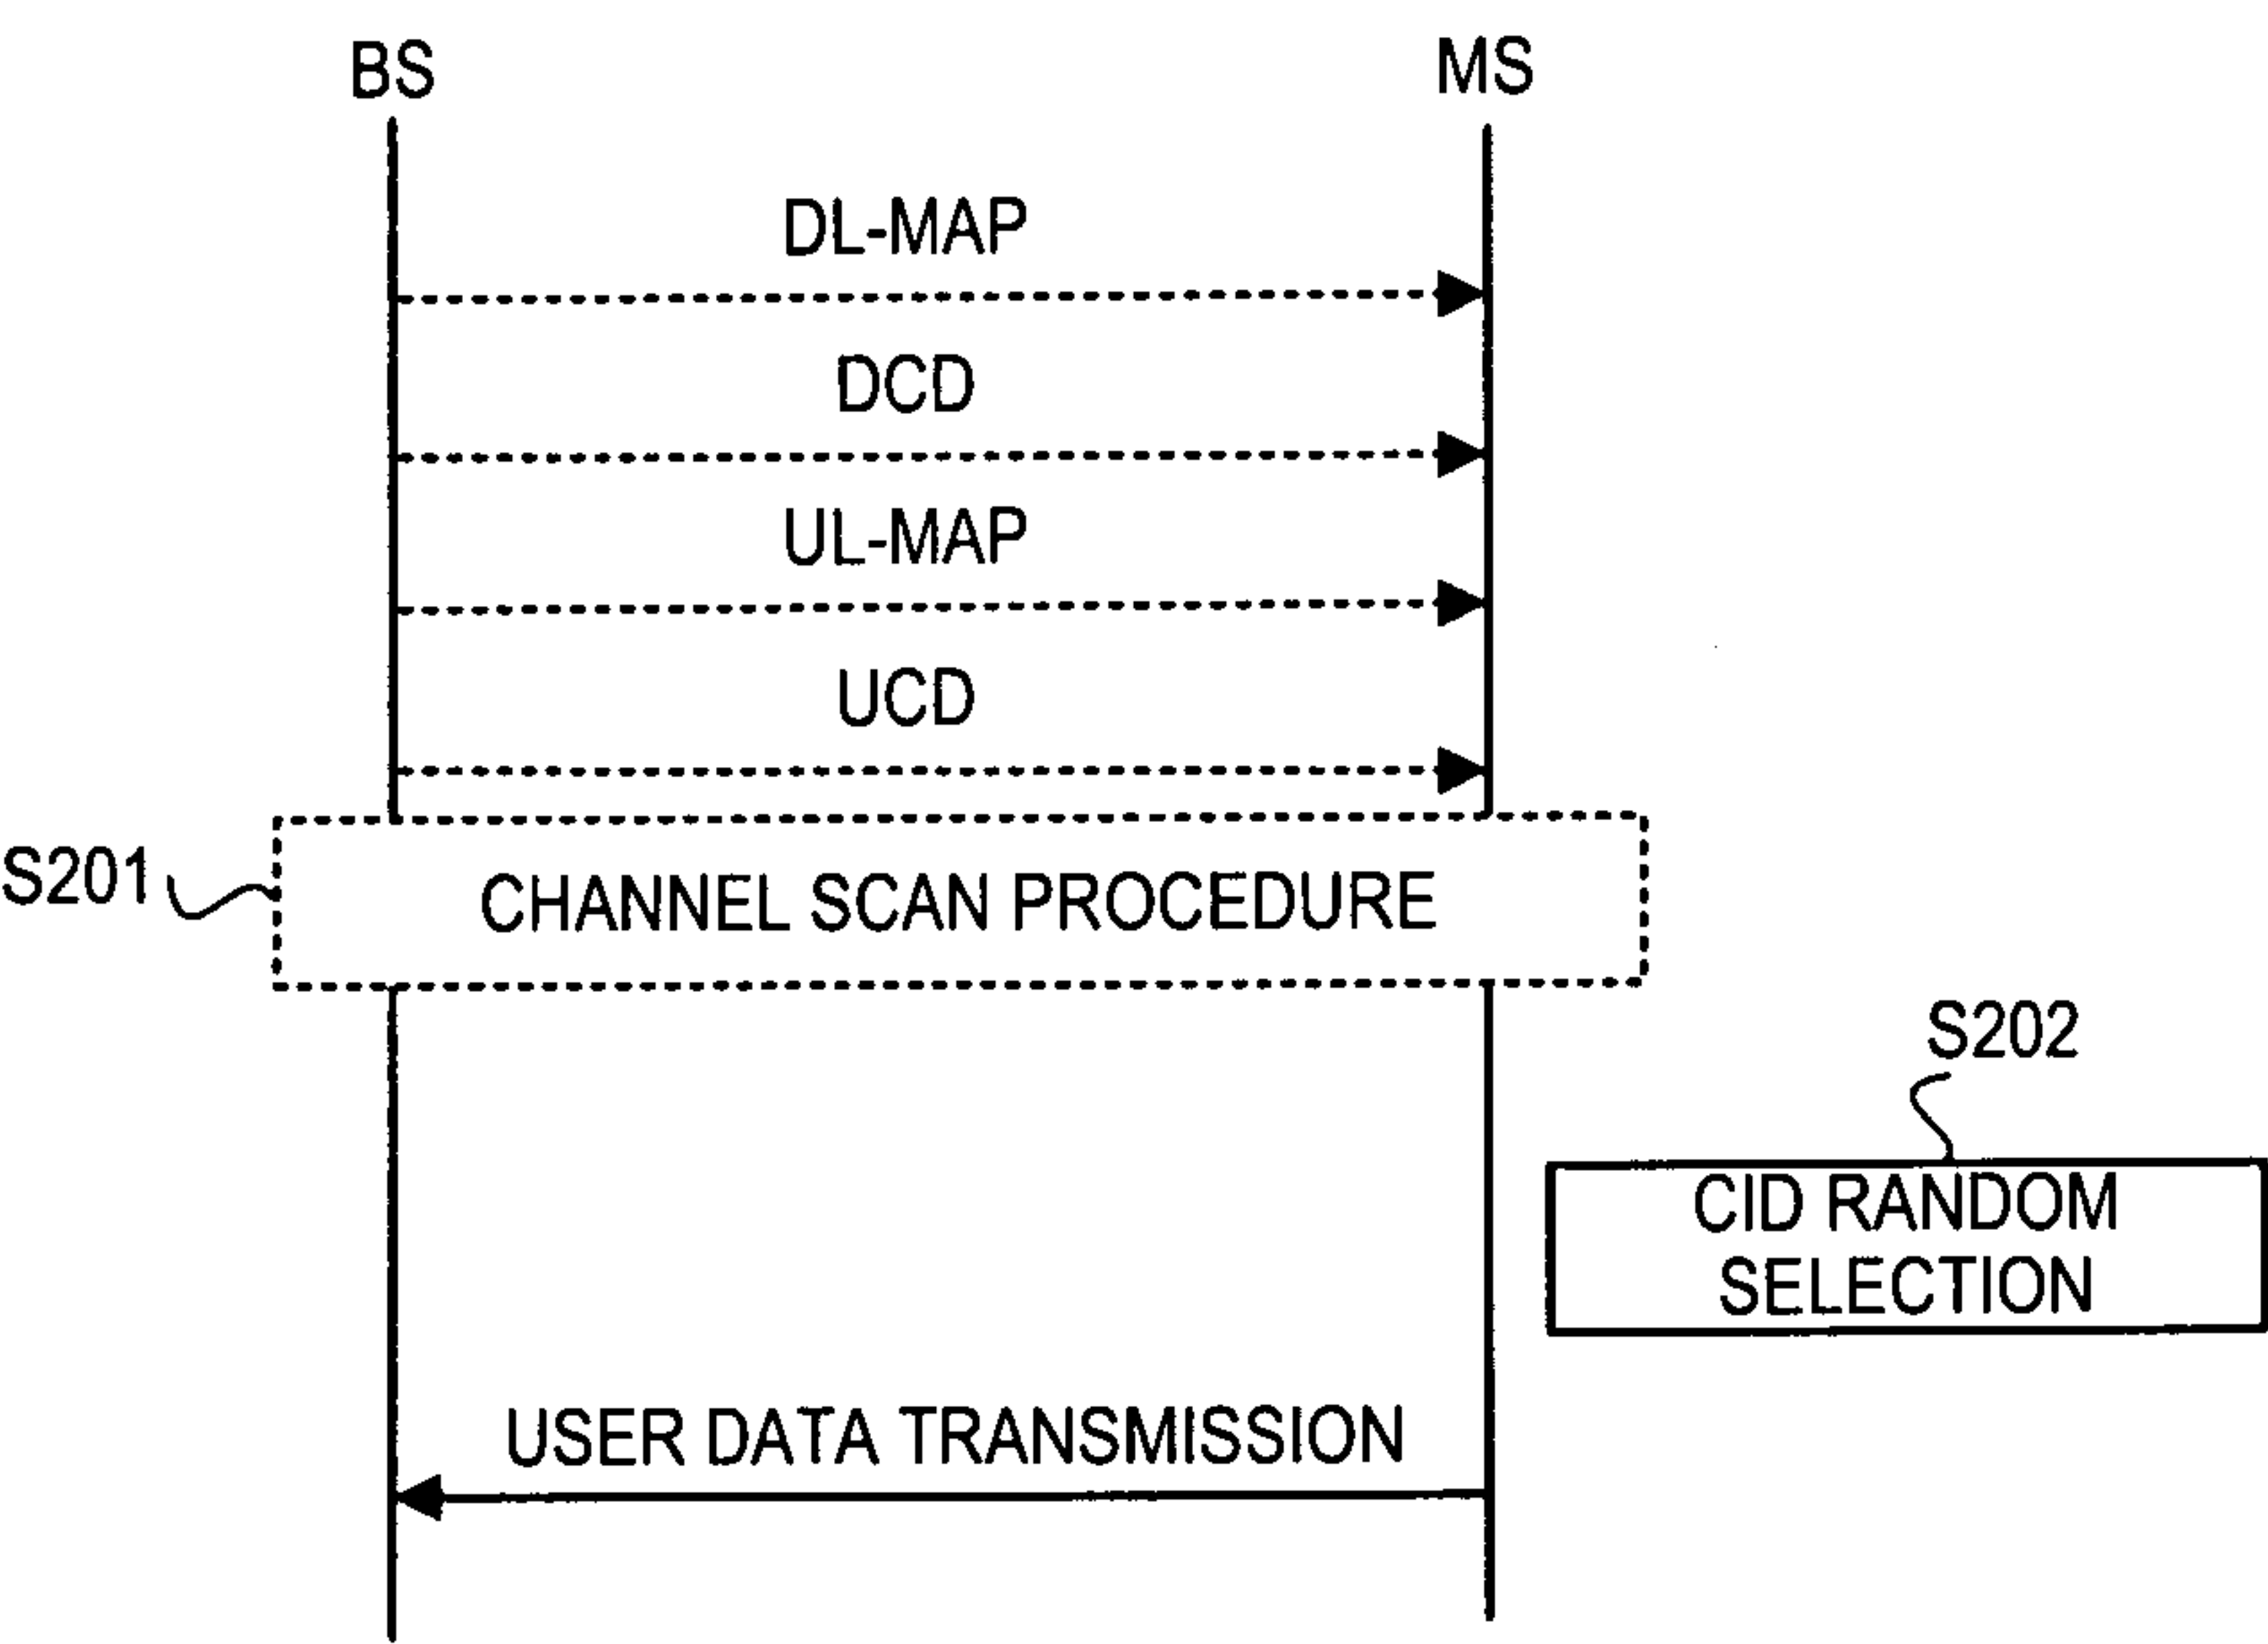 BS
MS
DL-MAP
DCD
UL-MAP
UCD
S201
CHANNEL SCAN PROCEDURE
S202
CID RANDOM
SELECTION
USER DATA TRANSMISSION